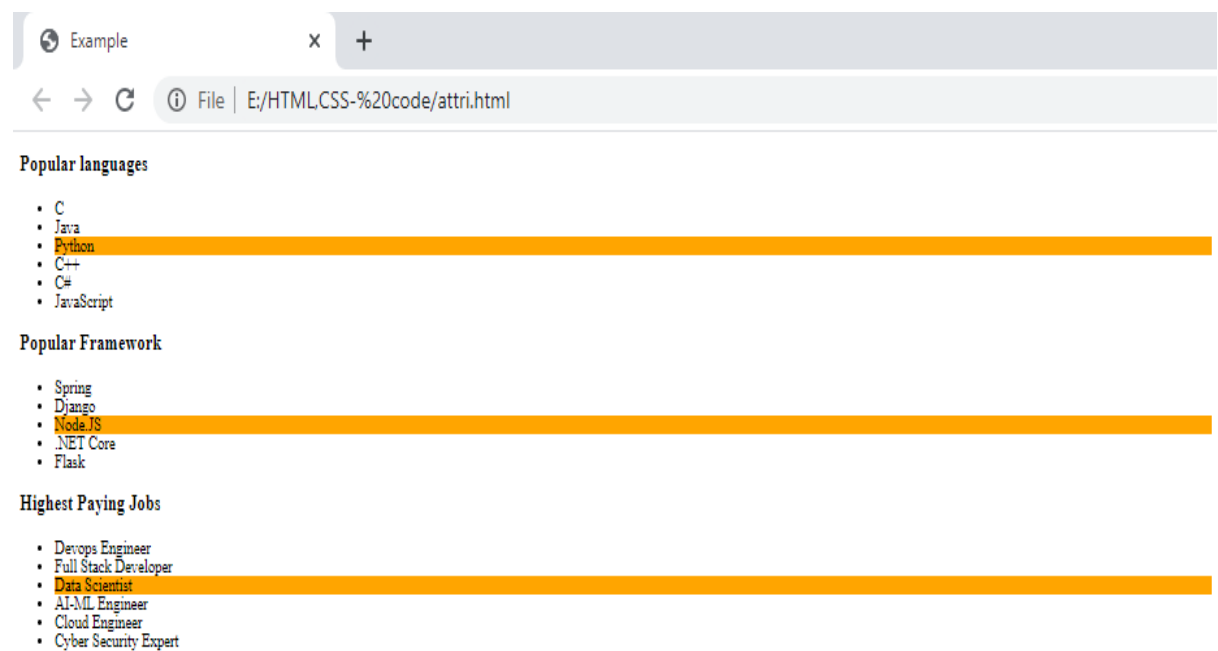 Example
File E:/HTML,CSS-%20code/attri.html
Popular languages
C
Java
Python
C++
C#
JavaScript
Popular Framework
Spring
Django
Node.JS
.NET Core
Flask
Highest Paying Jobs
Devops Engineer
Full Stack Developer
Data Scientist
AI-ML Engineer
Cloud Engineer
Cyber Security Expert